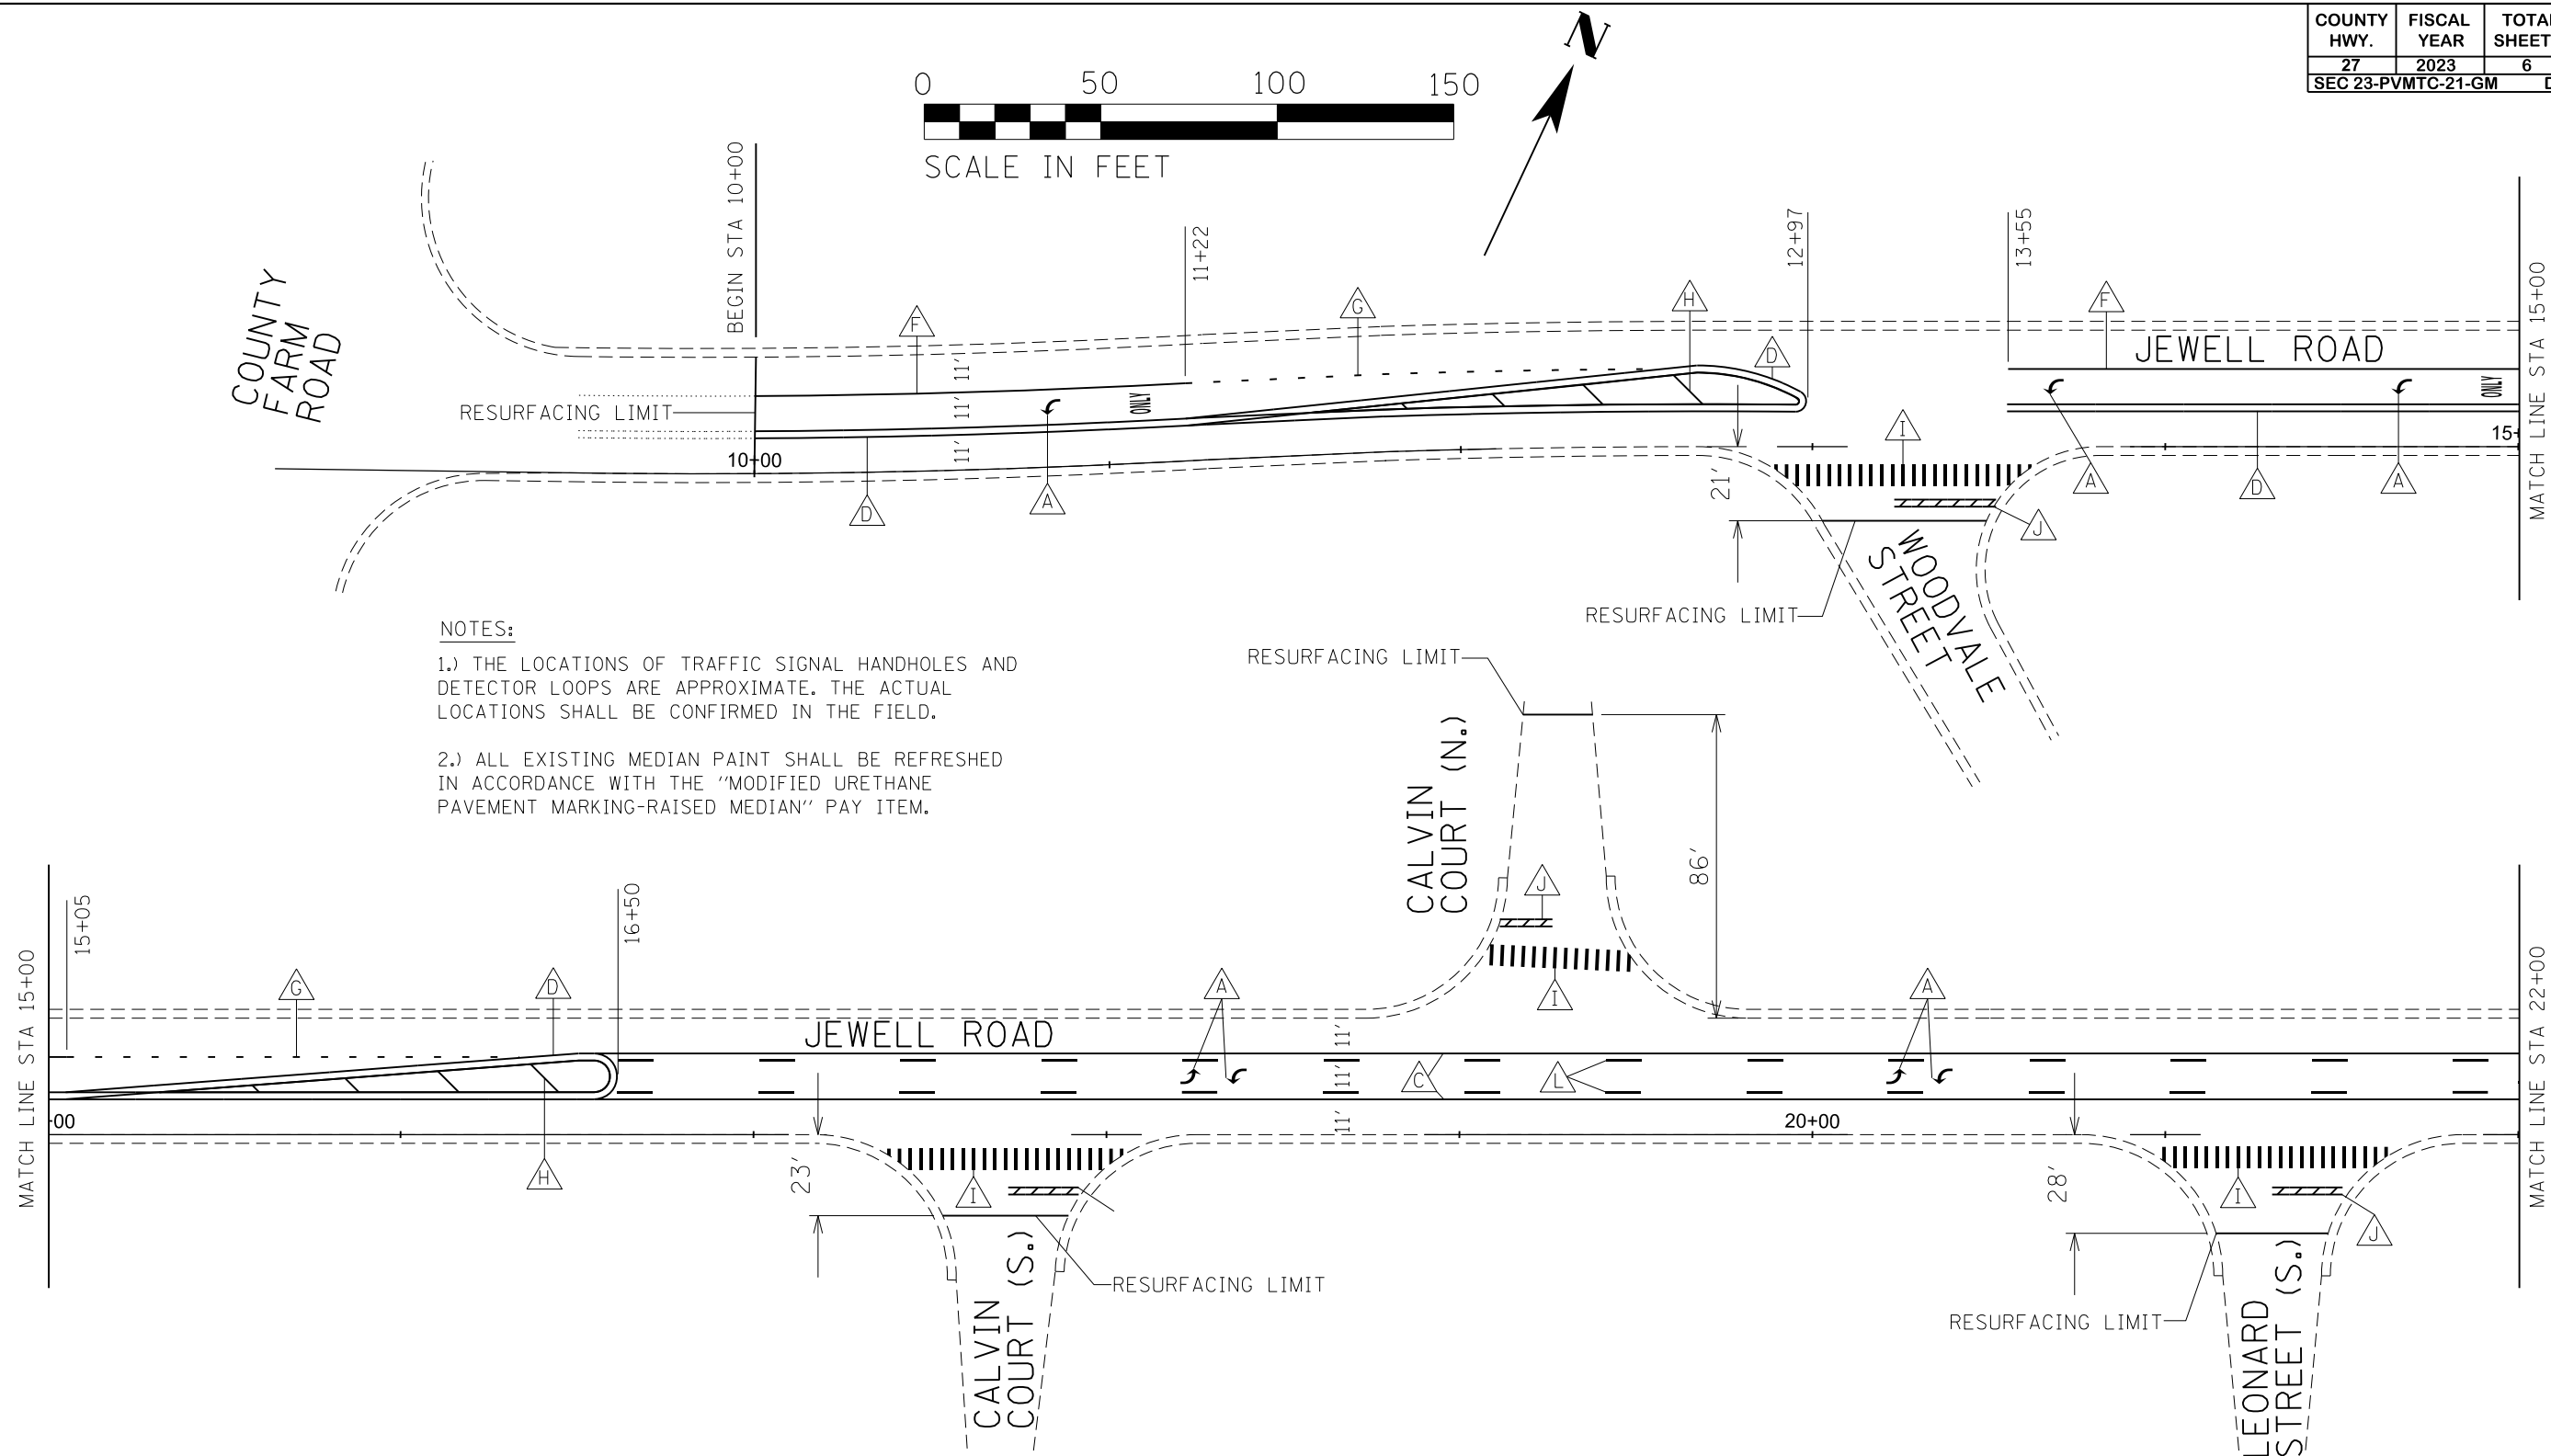 COUNTY HWY.
FISCAL YEAR
27
2023
6
SEC 23-PVMTC-21-GM
0 50 100 150
SCALE IN FEET
N
COUNTY
FARM
ROAD
BEGIN STA 10+00
11+22
12+97
13+55
MATCH LINE STA 15+00
F
G
H
D
F
JEWELL ROAD
RESURFACING LIMIT
11'
11'
11'
ONLY
ONLY
10+00
15+
D
A
I
A
D
A
J
21'
WOODVALE
STREET
RESURFACING LIMIT
NOTES:
1.) THE LOCATIONS OF TRAFFIC SIGNAL HANDHOLES AND
DETECTOR LOOPS ARE APPROXIMATE. THE ACTUAL
LOCATIONS SHALL BE CONFIRMED IN THE FIELD.
2.) ALL EXISTING MEDIAN PAINT SHALL BE REFRESHED
IN ACCORDANCE WITH THE "MODIFIED URETHANE
PAVEMENT MARKING-RAISED MEDIAN" PAY ITEM.
RESURFACING LIMIT
CALVIN
COURT (N.)
86'
J
I
MATCH LINE STA 15+00
15+05
16+50
G
D
A
A
JEWELL ROAD
11'
11'
11'
C
L
+00
20+00
MATCH LINE STA 22+00
H
23'
I
RESURFACING LIMIT
CALVIN
COURT (S.)
28'
I
J
RESURFACING LIMIT
LEONARD
STREET (S.)